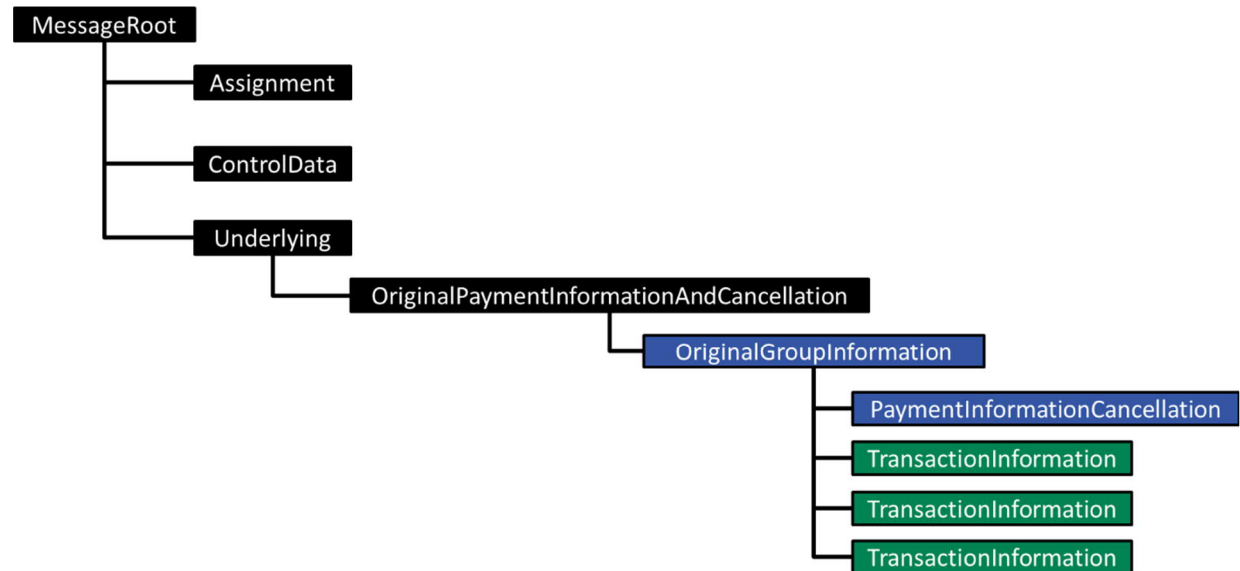 MessageRoot
Assignment
ControlData
Underlying
OriginalPaymentInformationAndCancellation
OriginalGroupInformation
PaymentInformationCancellation
TransactionInformation
TransactionInformation
TransactionInformation